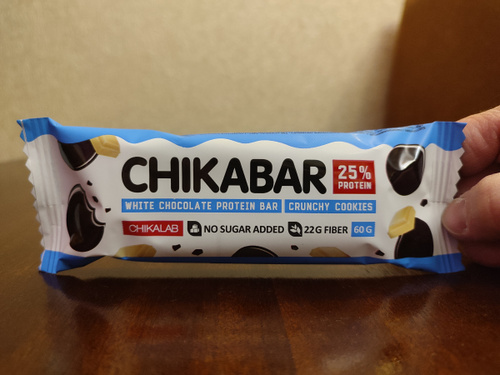 CHIKABAR
25%
PROTEIN
WHITE CHOCOLATE PROTEIN BAR CRUNCHY COOKIES
CHIKALAB NO SUGAR ADDED 22G FIBER 60 G